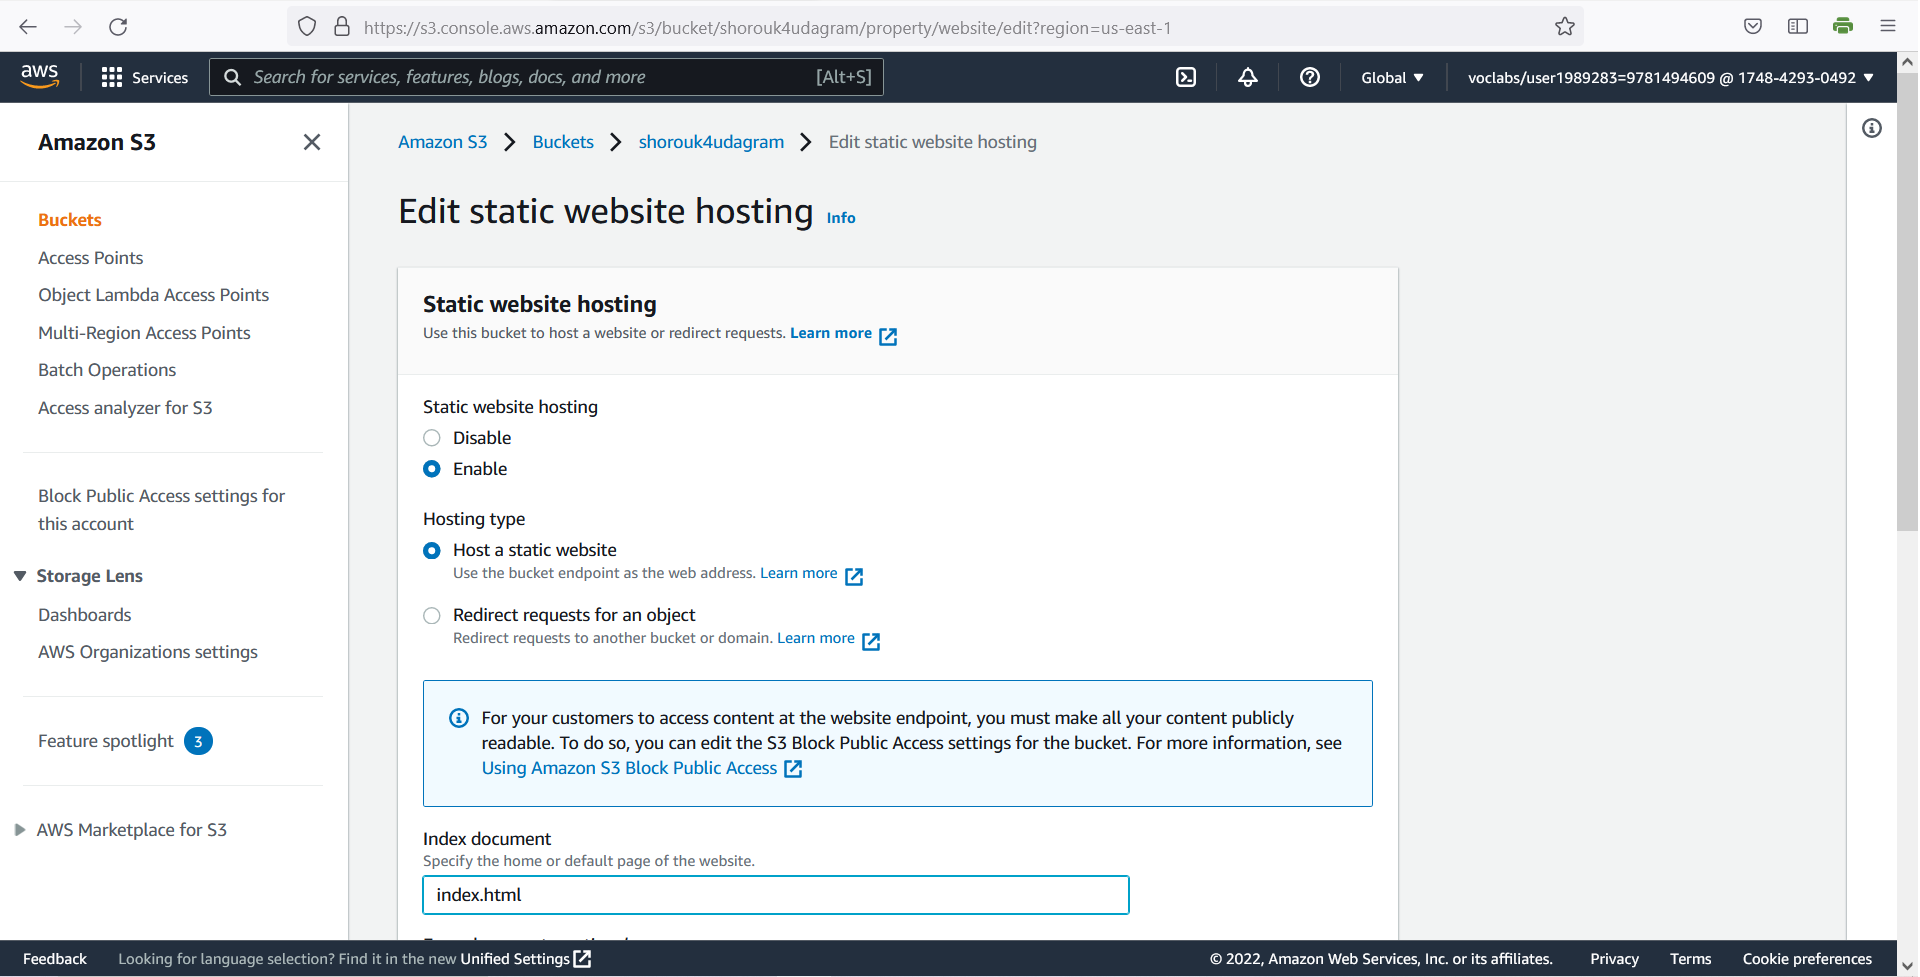 https://s3.console.aws.amazon.com/s3/bucket/shorouk4udagram/property/website/edit?region=us-east-1
aws
Services
Search for services, features, blogs, docs, and more
[Alt+S]
Global
voclabs/user1989283=9781494609 @ 1748-4293-0492
Amazon S3
Buckets
Access Points
Object Lambda Access Points
Multi-Region Access Points
Batch Operations
Access analyzer for S3
Block Public Access settings for
this account
Storage Lens
Dashboards
AWS Organizations settings
Feature spotlight 3
AWS Marketplace for S3
Amazon S3 Buckets shorouk4udagram Edit static website hosting
Edit static website hosting Info
Static website hosting
Use this bucket to host a website or redirect requests. Learn more
Static website hosting
Disable
Enable
Hosting type
Host a static website
Use the bucket endpoint as the web address. Learn more
Redirect requests for an object
Redirect requests to another bucket or domain. Learn more
For your customers to access content at the website endpoint, you must make all your content publicly
readable. To do so, you can edit the S3 Block Public Access settings for the bucket. For more information, see
Using Amazon S3 Block Public Access
Index document
Specify the home or default page of the website.
index.html
Feedback
Looking for language selection? Find it in the new Unified Settings
© 2022, Amazon Web Services, Inc. or its affiliates.
Privacy
Terms
Cookie preferences